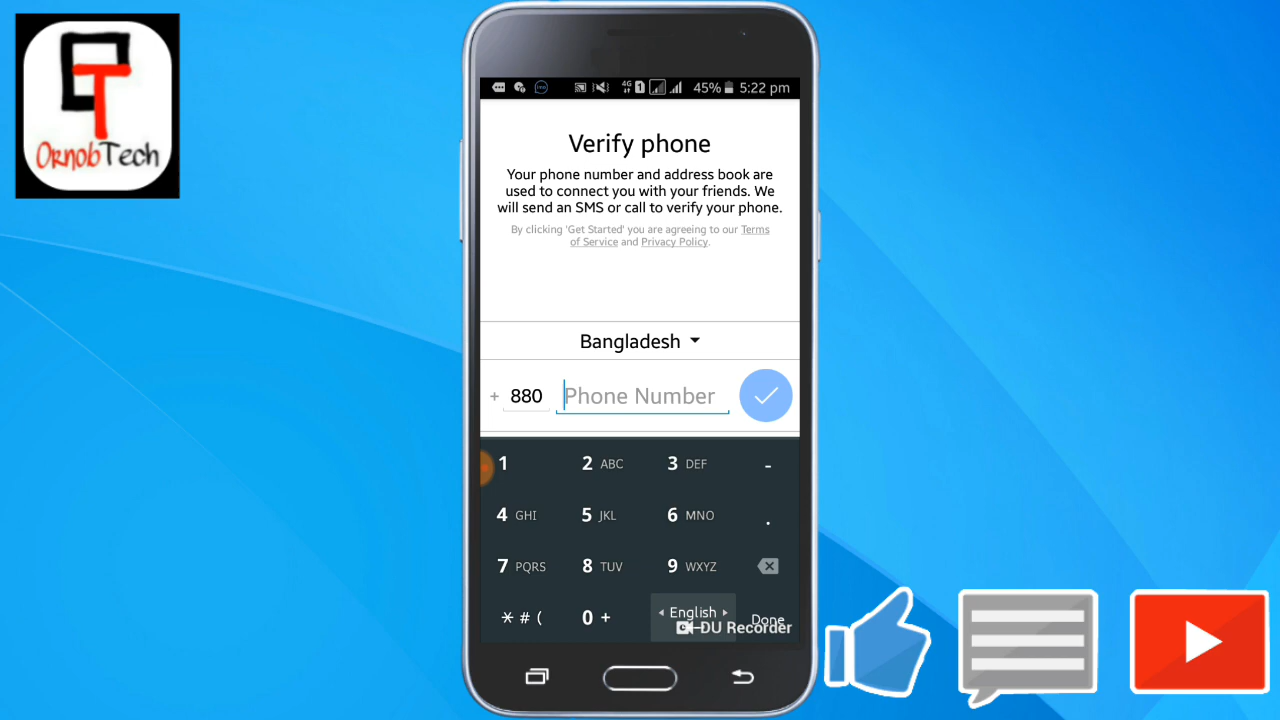 OrnobTech
4G 1 45% 5:22 pm
Verify phone
Your phone number and address book are
used to connect you with your friends. We
will send an SMS or call to verify your phone.
By clicking 'Get Started' you are agreeing to our Terms
of Service and Privacy Policy.
Bangladesh
+ 880 Phone Number
1 2 ABC 3 DEF -
4 GHI 5 JKL 6 MNO .
7 PQRS 8 TUV 9 WXYZ
* # ( 0 + English Done
DU Recorder